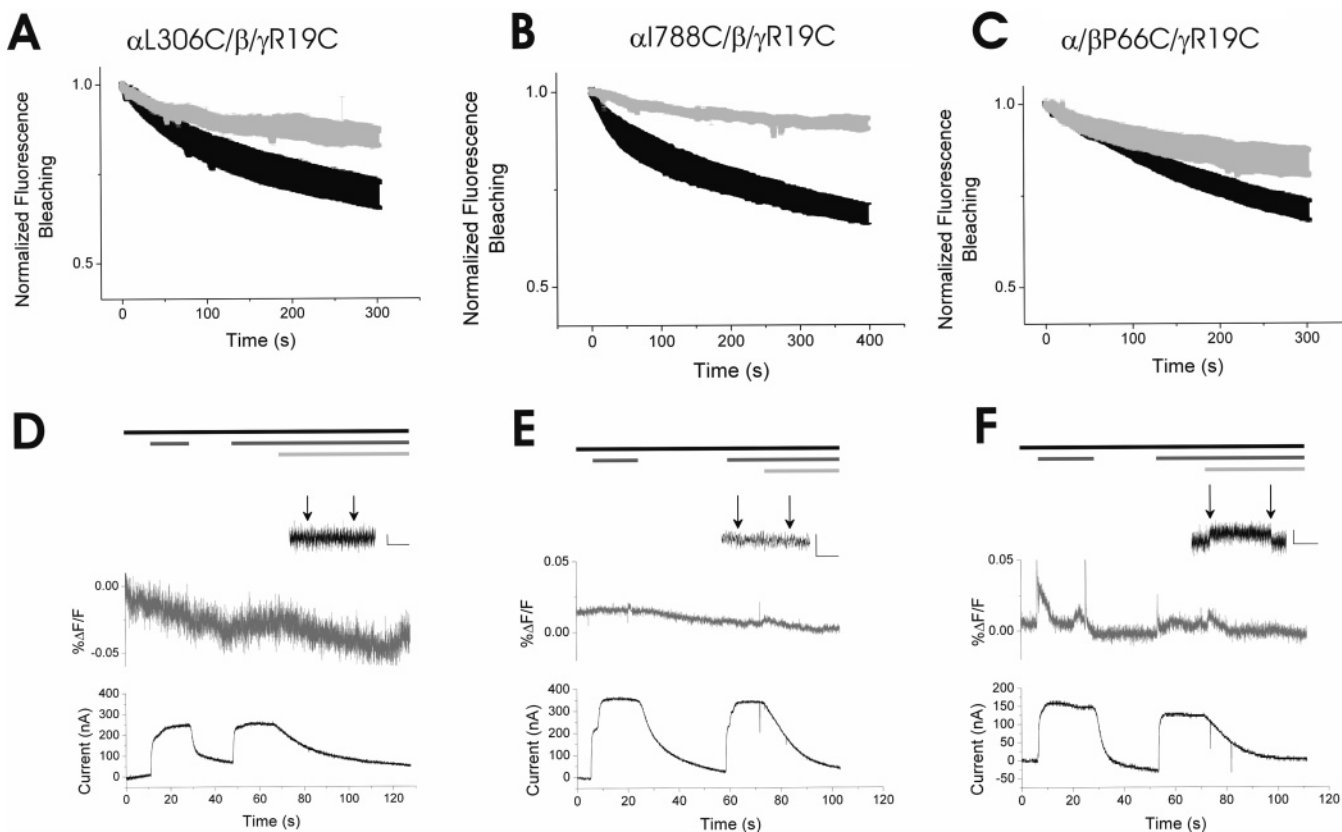 A
αL306C/β/γR19C
Normalized Fluorescence
Bleaching
1.0
0.5
0
100
200
300
Time (s)
B
αI788C/β/γR19C
Normalized Fluorescence
Bleaching
1.0
0.5
0
100
200
300
400
Time (s)
C
α/βP66C/γR19C
Normalized Fluorescence
Bleaching
1.0
0.5
0
100
200
300
Time (s)
D
%ΔF/F
0.00
-0.05
Current (nA)
400
300
200
100
0
0
20
40
60
80
100
120
Time (s)
E
%ΔF/F
0.05
0.00
Current (nA)
400
300
200
100
0
0
20
40
60
80
100
120
Time (s)
F
%ΔF/F
0.05
0.00
Current (nA)
200
150
100
50
0
-50
0
20
40
60
80
100
120
Time (s)